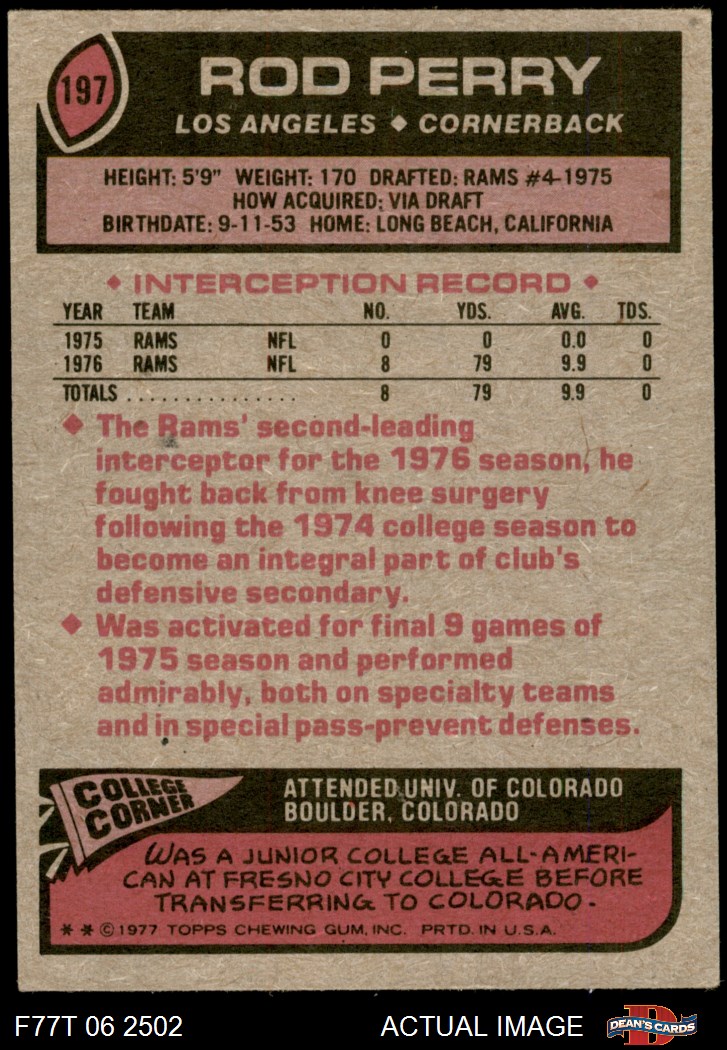 197
ROD PERRY
LOS ANGELES ◆ CORNERBACK
HEIGHT: 5'9" WEIGHT: 170 DRAFTED: RAMS #4-1975
HOW ACQUIRED: VIA DRAFT
BIRTHDATE: 9-11-53 HOME: LONG BEACH, CALIFORNIA
◆ INTERCEPTION RECORD ◆
YEAR TEAM NO. YDS. AVG. TDS.
1975 RAMS NFL 0 0 0.0 0
1976 RAMS NFL 8 79 9.9 0
TOTALS ............... 8 79 9.9 0
◆ The Rams' second-leading
interceptor for the 1976 season, he
fought back from knee surgery
following the 1974 college season to
become an integral part of club's
defensive secondary.
◆ Was activated for final 9 games of
1975 season and performed
admirably, both on specialty teams
and in special pass-prevent defenses.
COLLEGE
CORNER
ATTENDED UNIV. OF COLORADO
BOULDER, COLORADO
WAS A JUNIOR COLLEGE ALL-AMERI-
CAN AT FRESNO CITY COLLEGE BEFORE
TRANSFERRING TO COLORADO.
** © 1977 TOPPS CHEWING GUM, INC. PRTD. IN U.S.A.
F77T 06 2502 ACTUAL IMAGE D DEAN'S CARDS